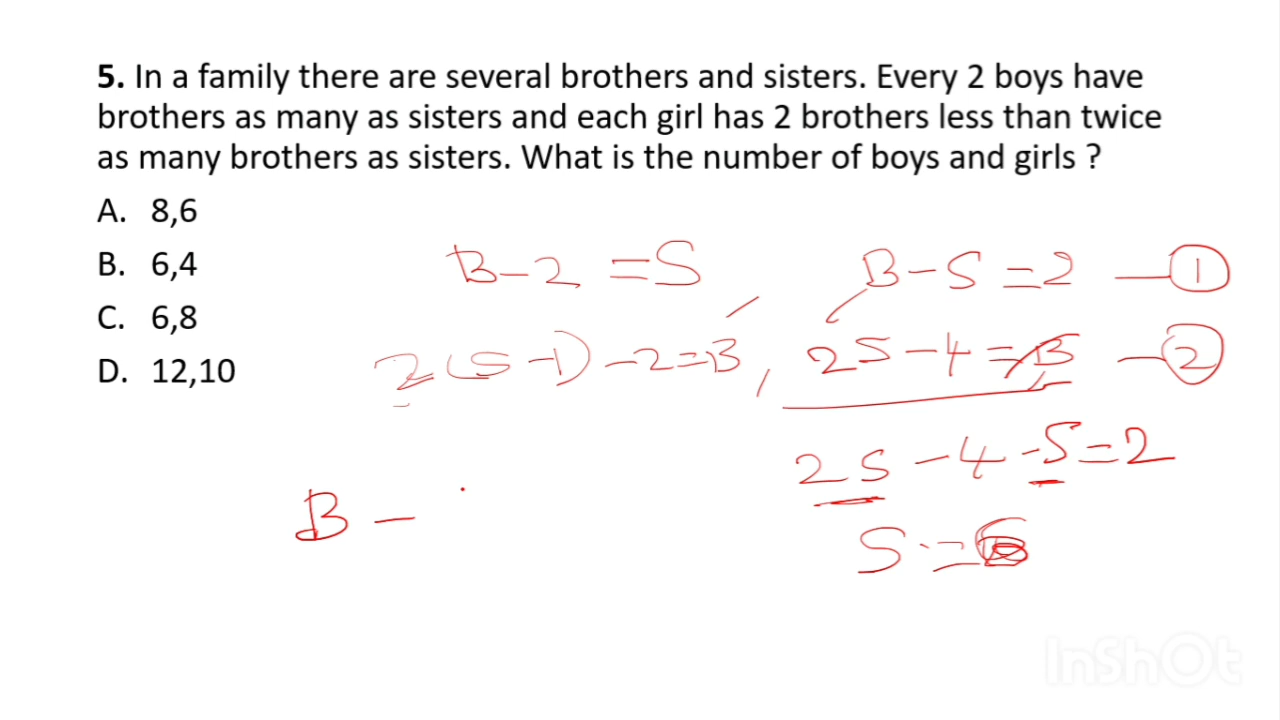 5. In a family there are several brothers and sisters. Every 2 boys have
brothers as many as sisters and each girl has 2 brothers less than twice
as many brothers as sisters. What is the number of boys and girls ?
A. 8,6
B. 6,4
C. 6,8
D. 12,10
B - 2 = S
B - S = 2 — 1
2(S - 1) - 2 = B, 2S - 4 = B — 2
2S - 4 - S = 2
S = 6
B -
InShOt